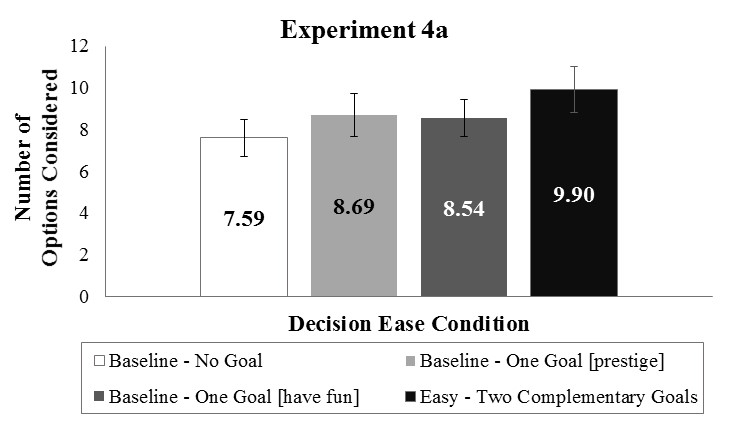 Experiment 4a
Number of
Options Considered
12
10
8
6
4
2
0
7.59
8.69
8.54
9.90
Decision Ease Condition
Baseline - No Goal
Baseline - One Goal [prestige]
Baseline - One Goal [have fun]
Easy - Two Complementary Goals